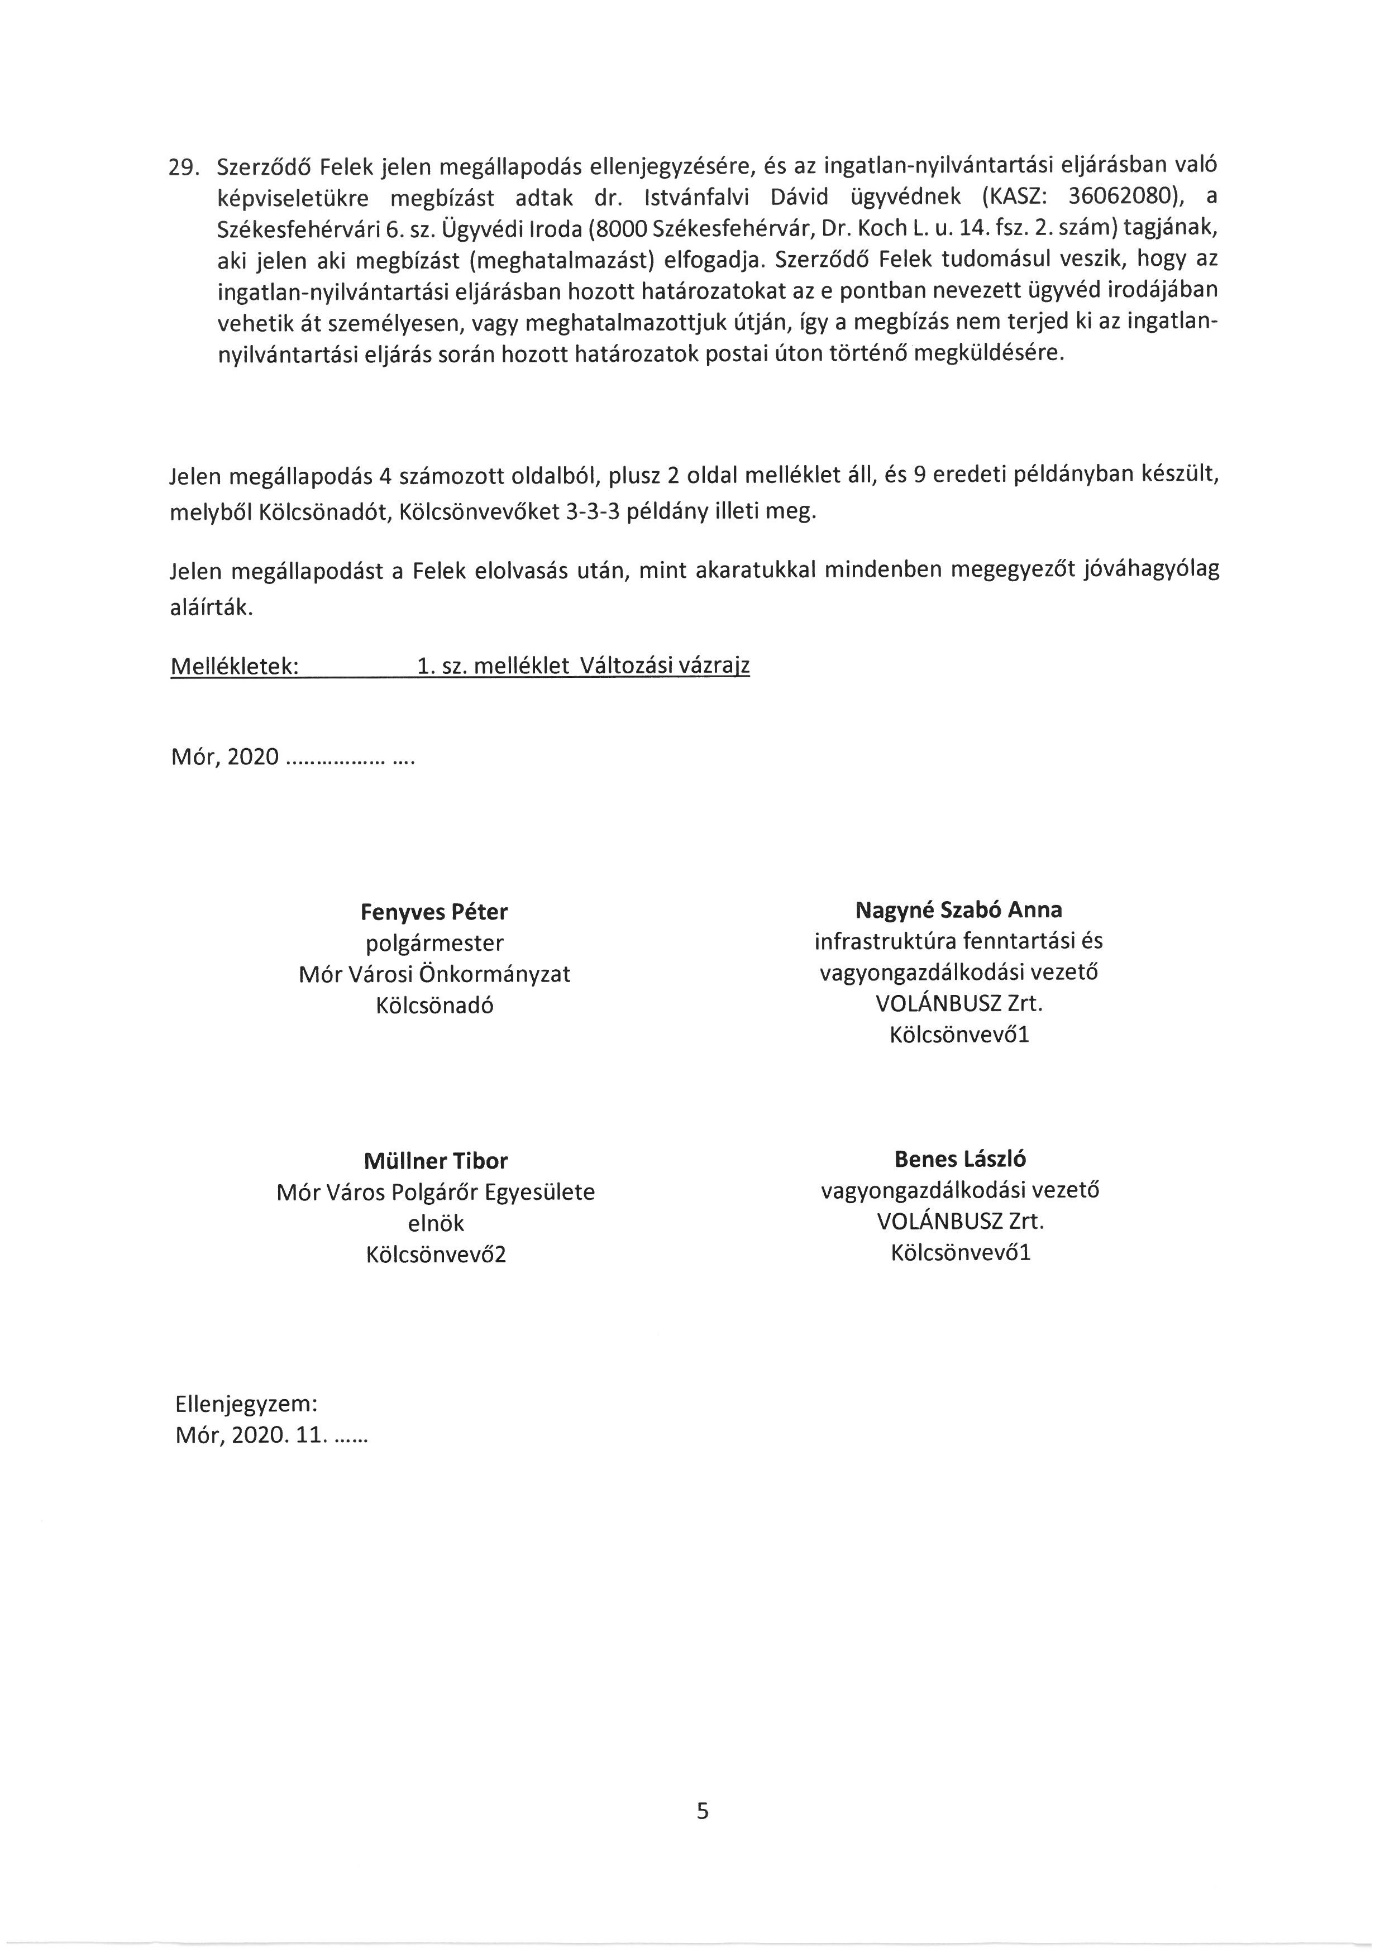 29. Szerződő Felek jelen megállapodás ellenjegyzésére, és az ingatlan-nyilvántartási eljárásban való
képviseletükre megbízást adtak dr. Istvánfalvi Dávid ügyvédnek (KASZ: 36062080), a
Székesfehérvári 6. sz. Ügyvédi Iroda (8000 Székesfehérvár, Dr. Koch L. u. 14. fsz. 2. szám) tagjának,
aki jelen aki megbízást (meghatalmazást) elfogadja. Szerződő Felek tudomásul veszik, hogy az
ingatlan-nyilvántartási eljárásban hozott határozatokat az e pontban nevezett ügyvéd irodájában
vehetik át személyesen, vagy meghatalmazottjuk útján, így a megbízás nem terjed ki az ingatlan-
nyilvántartási eljárás során hozott határozatok postai úton történő megküldésére.
Jelen megállapodás 4 számozott oldalból, plusz 2 oldal melléklet áll, és 9 eredeti példányban készült,
melyből Kölcsönadót, Kölcsönvevőket 3-3-3 példány illeti meg.
Jelen megállapodást a Felek elolvasás után, mint akaratukkal mindenben megegyezőt jóváhagyólag
aláírták.
Mellékletek: 1. sz. melléklet Változási vázrajz
Mór, 2020 ................. ....
Fenyves Péter
polgármester
Mór Városi Önkormányzat
Kölcsönadó
Nagyné Szabó Anna
infrastruktúra fenntartási és
vagyongazdálkodási vezető
VOLÁNBUSZ Zrt.
Kölcsönvevő1
Müllner Tibor
Mór Város Polgárőr Egyesülete
elnök
Kölcsönvevő2
Benes László
vagyongazdálkodási vezető
VOLÁNBUSZ Zrt.
Kölcsönvevő1
Ellenjegyzem:
Mór, 2020. 11. ......
5